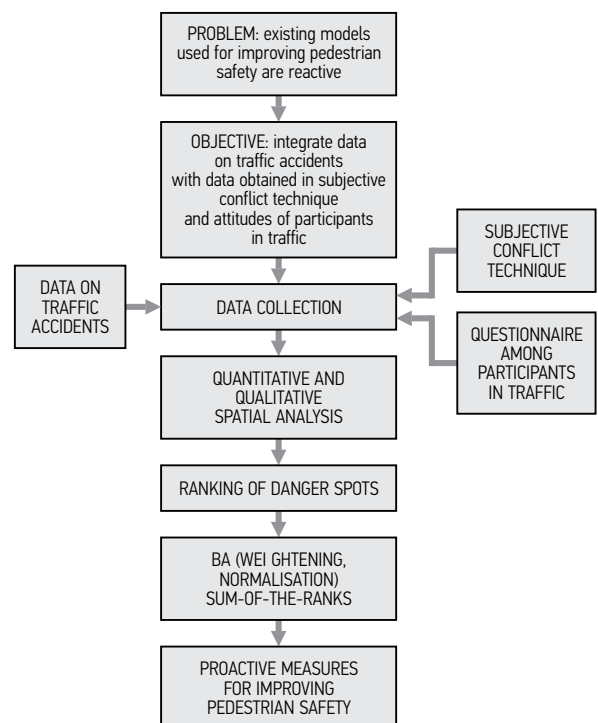 PROBLEM: existing models
used for improving pedestrian
safety are reactive
OBJECTIVE: integrate data
on traffic accidents
with data obtained in subjective
conflict technique
and attitudes of participants
in traffic
SUBJECTIVE
CONFLICT
TECHNIQUE
DATA ON
TRAFFIC
ACCIDENTS
DATA COLLECTION
QUESTIONNAIRE
AMONG
PARTICIPANTS
IN TRAFFIC
QUANTITATIVE AND
QUALITATIVE
SPATIAL ANALYSIS
RANKING OF DANGER SPOTS
BA (WEI GHTENING,
NORMALISATION)
SUM-OF-THE-RANKS
PROACTIVE MEASURES
FOR IMPROVING
PEDESTRIAN SAFETY